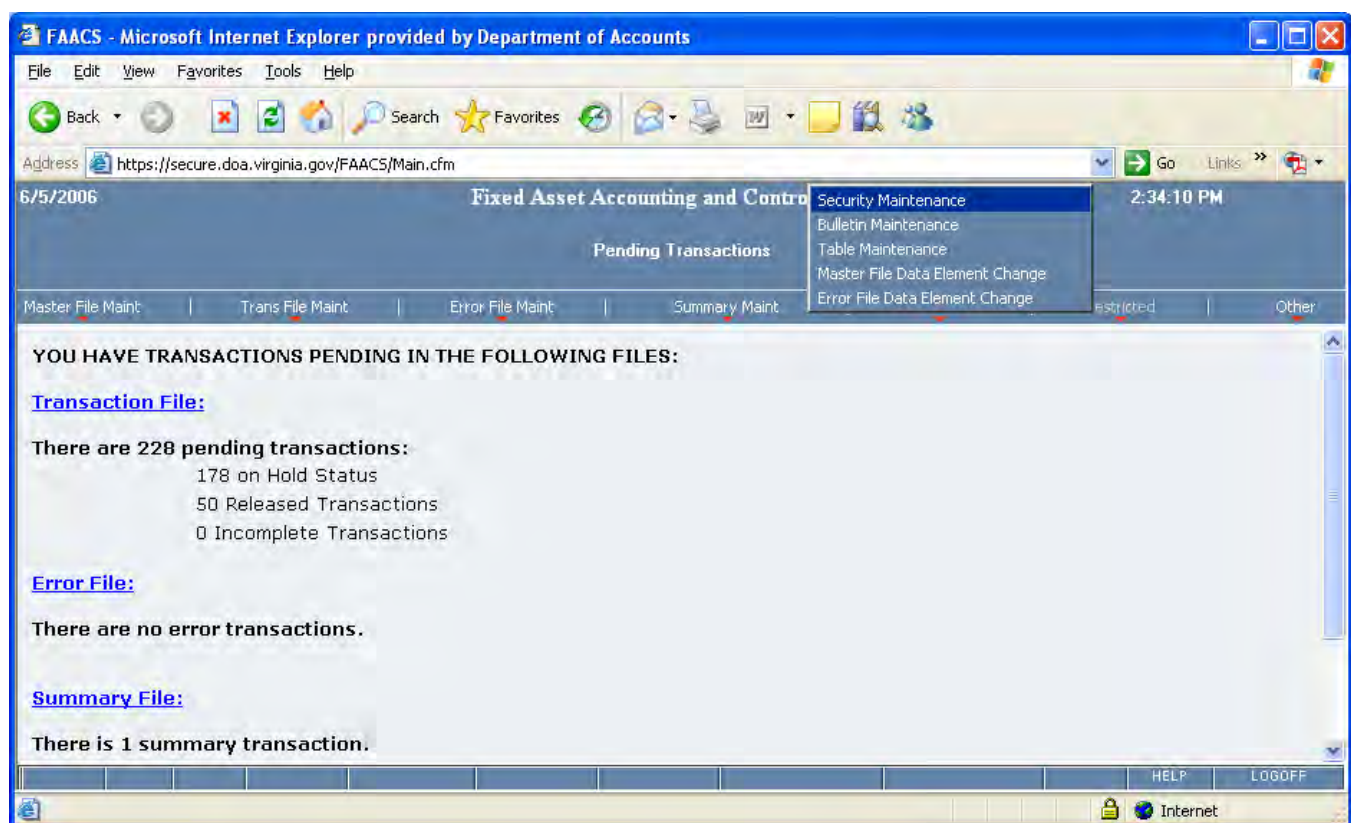 FAACS - Microsoft Internet Explorer provided by Department of Accounts
File Edit View Favorites Tools Help
Back Search Favorites
Address https://secure.doa.virginia.gov/FAACS/Main.cfm Go Links »
6/5/2006 Fixed Asset Accounting and Contro 2:34:10 PM
Pending Transactions
Security Maintenance
Bulletin Maintenance
Table Maintenance
Master File Data Element Change
Error File Data Element Change
Master File Maint | Trans File Maint | Error File Maint | Summary Maint estricted | Other
YOU HAVE TRANSACTIONS PENDING IN THE FOLLOWING FILES:
Transaction File:
There are 228 pending transactions:
178 on Hold Status
50 Released Transactions
0 Incomplete Transactions
Error File:
There are no error transactions.
Summary File:
There is 1 summary transaction.
HELP LOGOFF
Internet